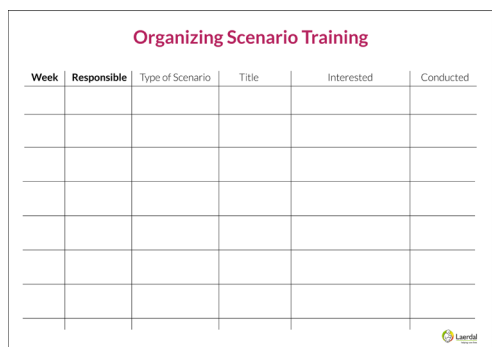 Organizing Scenario Training
Week Responsible Type of Scenario Title Interested Conducted
Laerdal